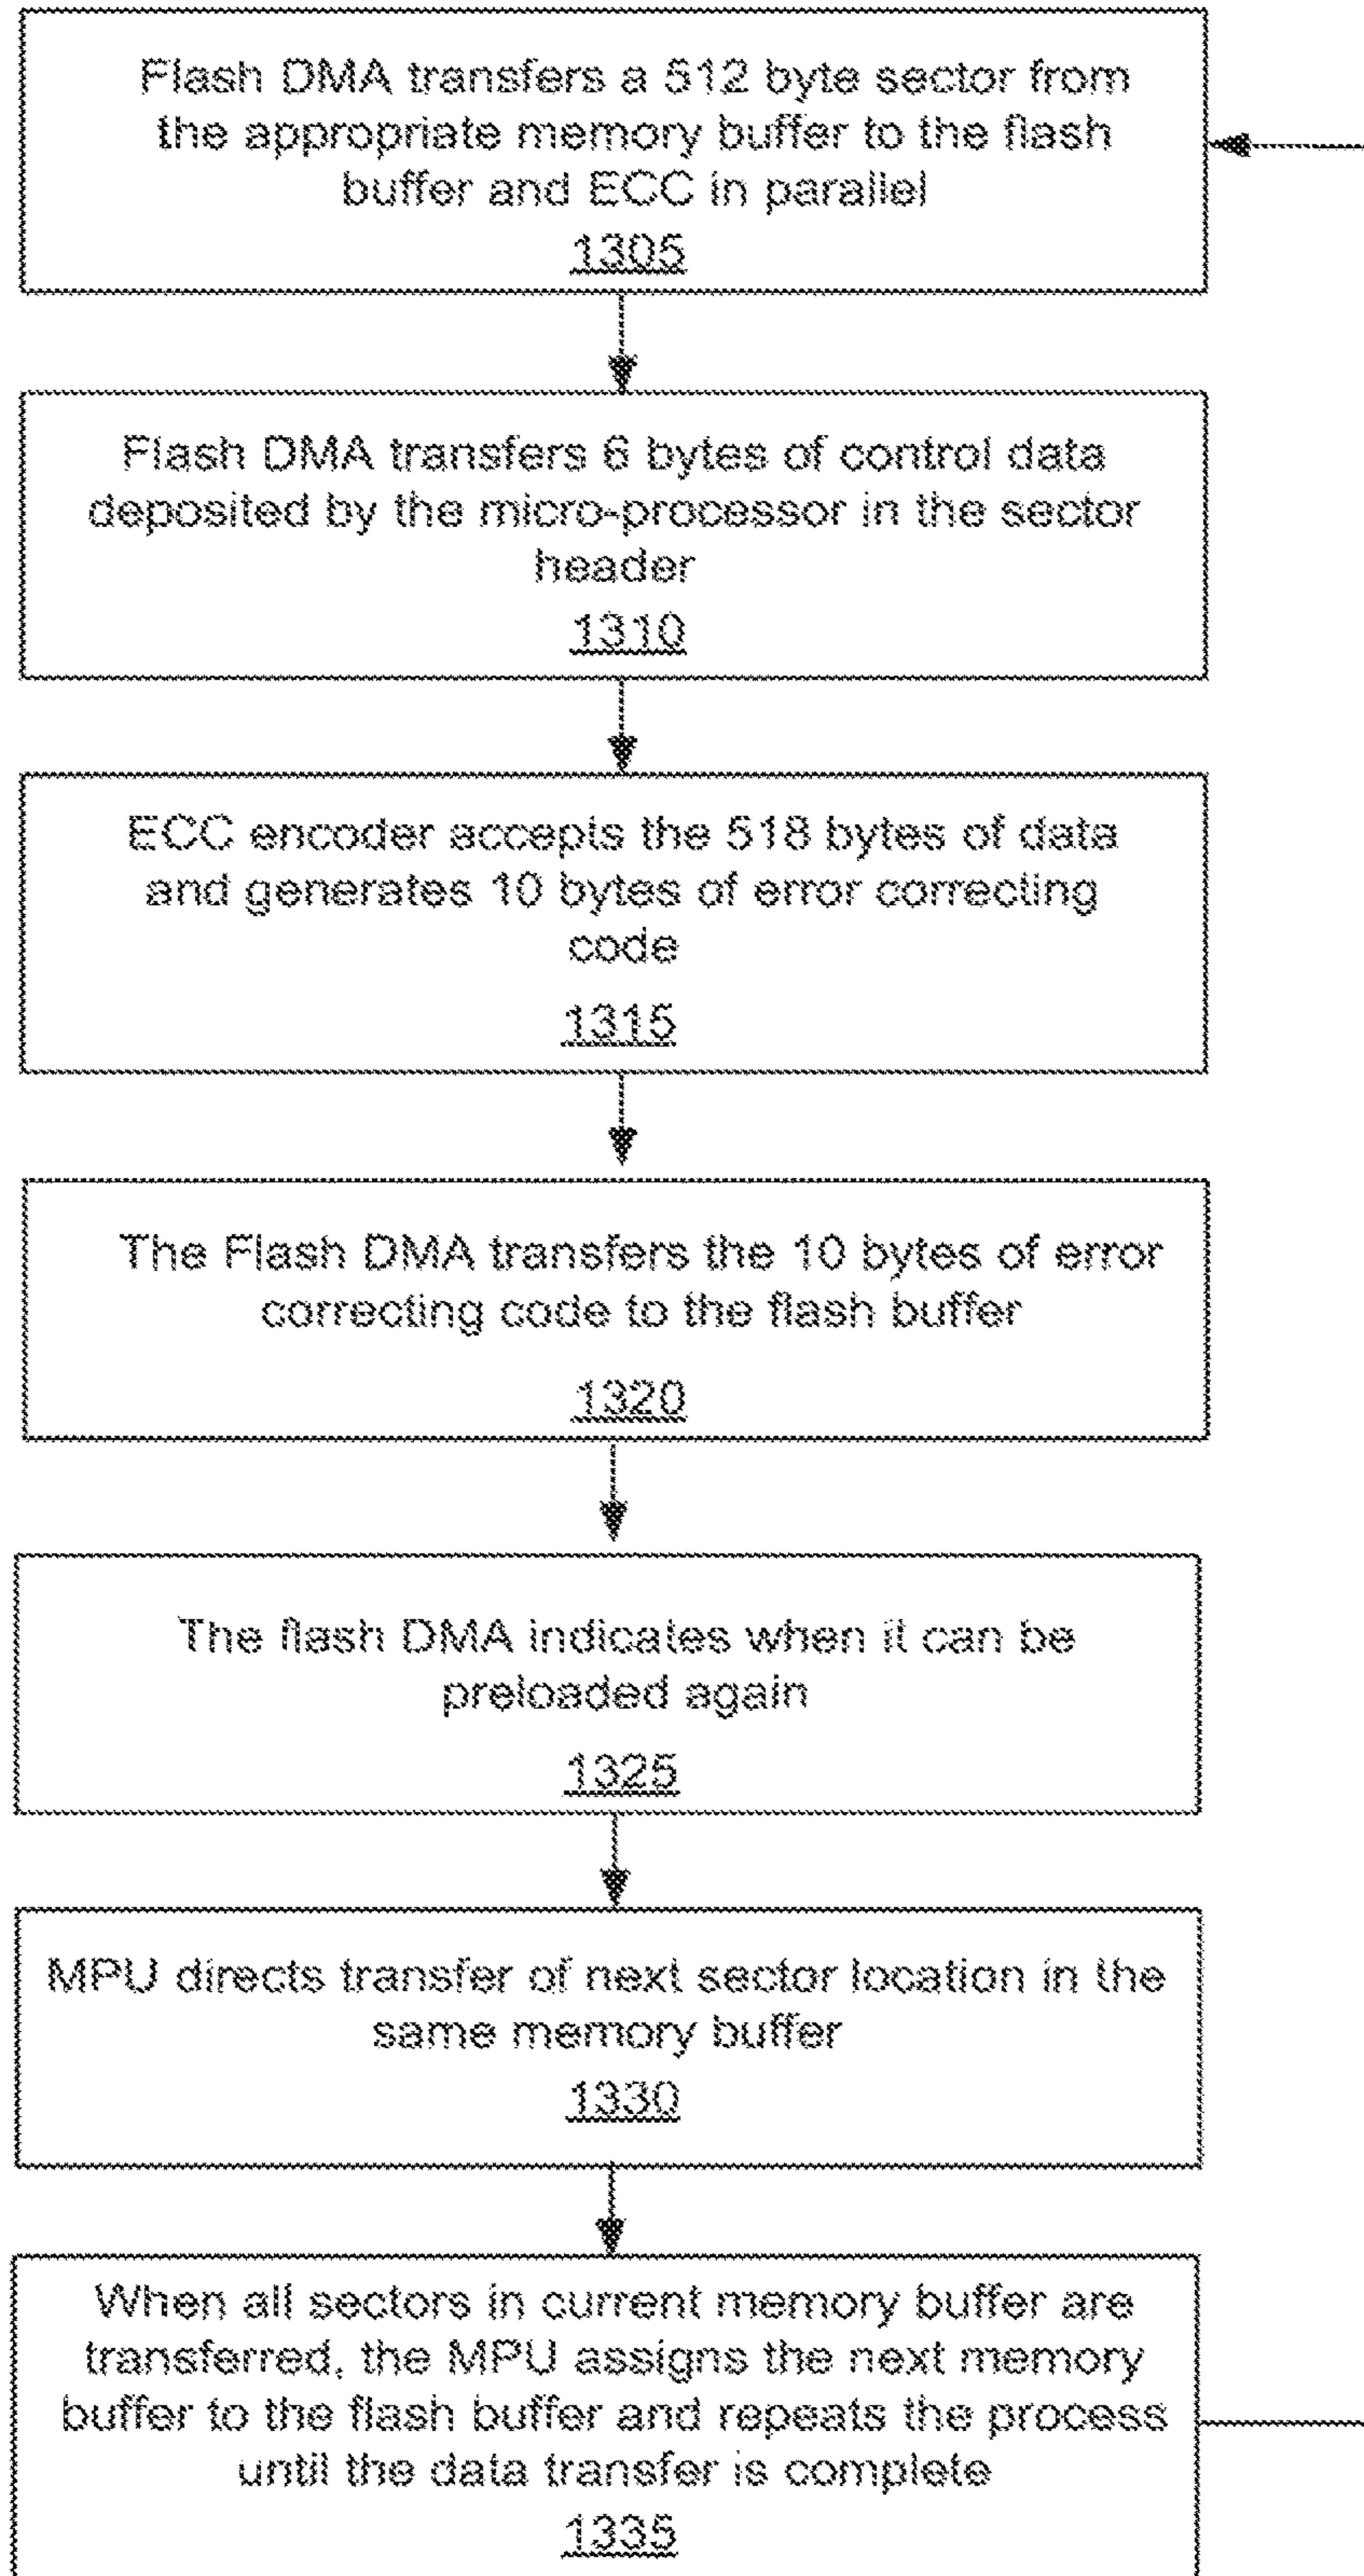 Flash DMA transfers a 512 byte sector from
the appropriate memory buffer to the flash
buffer and ECC in parallel
1305
Flash DMA transfers 6 bytes of control data
deposited by the micro-processor in the sector
header
1310
ECC encoder accepts the 518 bytes of data
and generates 10 bytes of error correcting
code
1315
The Flash DMA transfers the 10 bytes of error
correcting code to the flash buffer
1320
The flash DMA indicates when it can be
preloaded again
1325
MPU directs transfer of next sector location in the
same memory buffer
1330
When all sectors in current memory buffer are
transferred, the MPU assigns the next memory
buffer to the flash buffer and repeats the process
until the data transfer is complete
1335